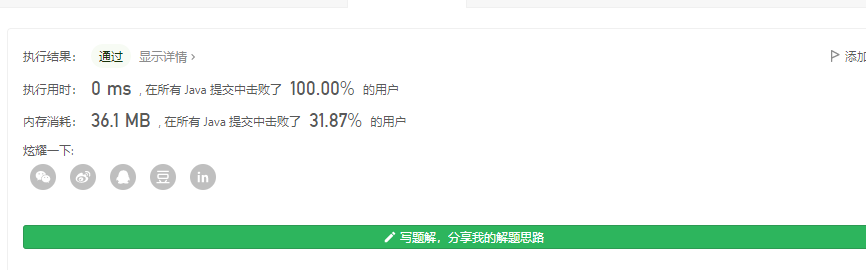 执行结果： 通过 显示详情 › 添加
执行用时： 0 ms , 在所有 Java 提交中击败了 100.00% 的用户
内存消耗： 36.1 MB , 在所有 Java 提交中击败了 31.87% 的用户
炫耀一下:
豆 in
写题解，分享我的解题思路